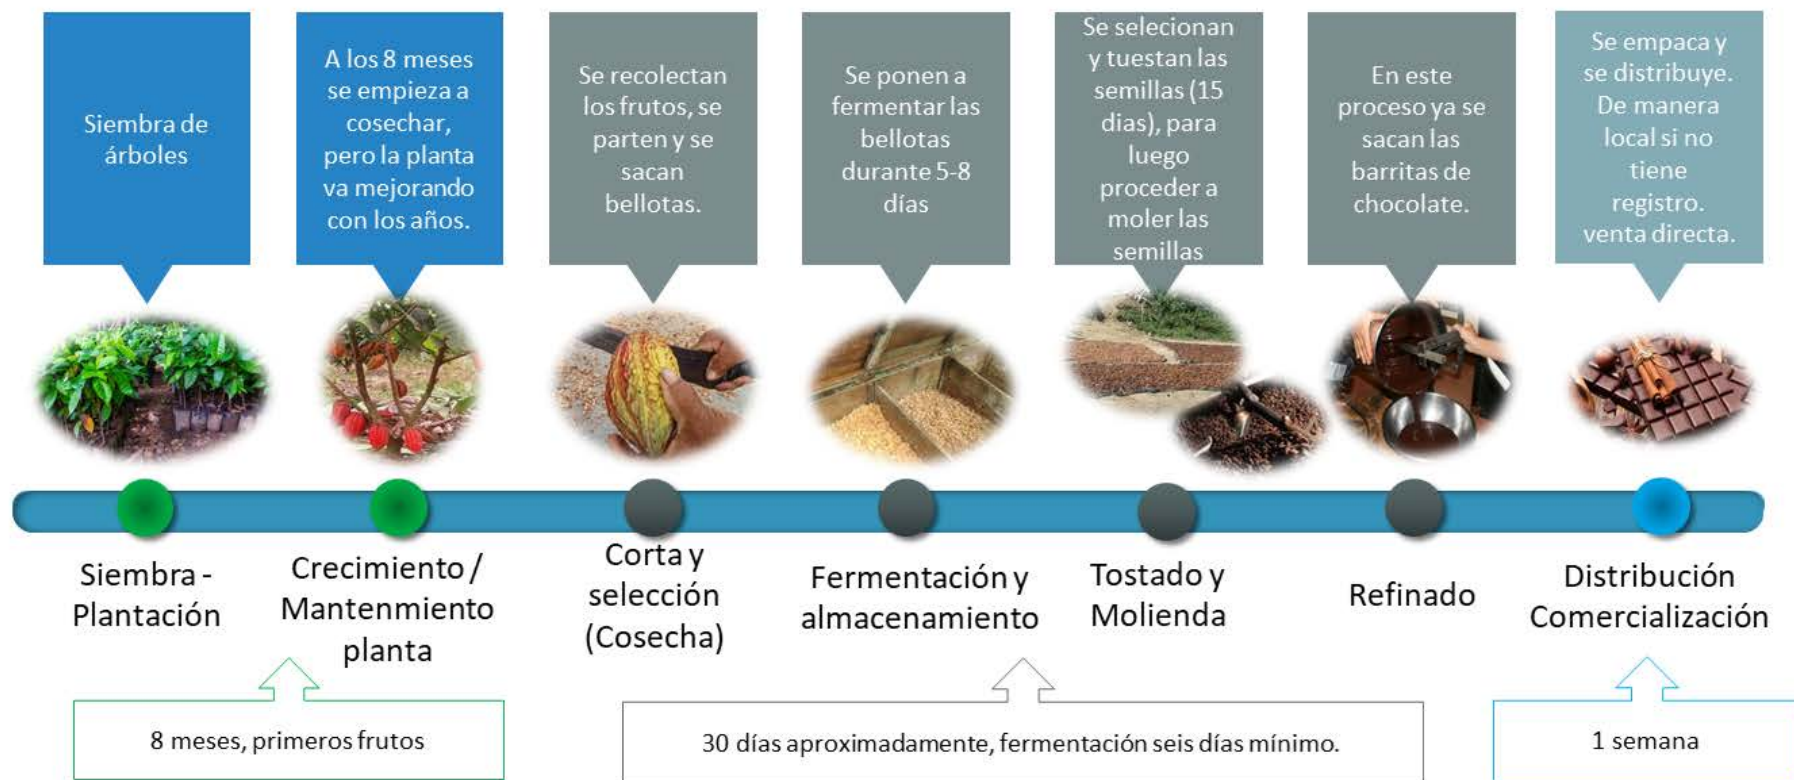 Siembra de
árboles
A los 8 meses
se empieza a
cosechar,
pero la planta
va mejorando
con los años.
Se recolectan
los frutos, se
parten y se
sacan
bellotas.
Se ponen a
fermentar las
bellotas
durante 5-8
días
Se selecionan
y tuestan las
semillas (15
dias), para
luego
proceder a
moler las
semillas
En este
proceso ya se
sacan las
barritas de
chocolate.
Se empaca y
se distribuye.
De manera
local si no
tiene
registro.
venta directa.
Siembra -
Plantación
Crecimiento /
Mantenmiento
planta
Corta y
selección
(Cosecha)
Fermentación y
almacenamiento
Tostado y
Molienda
Refinado
Distribución
Comercialización
8 meses, primeros frutos
30 días aproximadamente, fermentación seis días mínimo.
1 semana